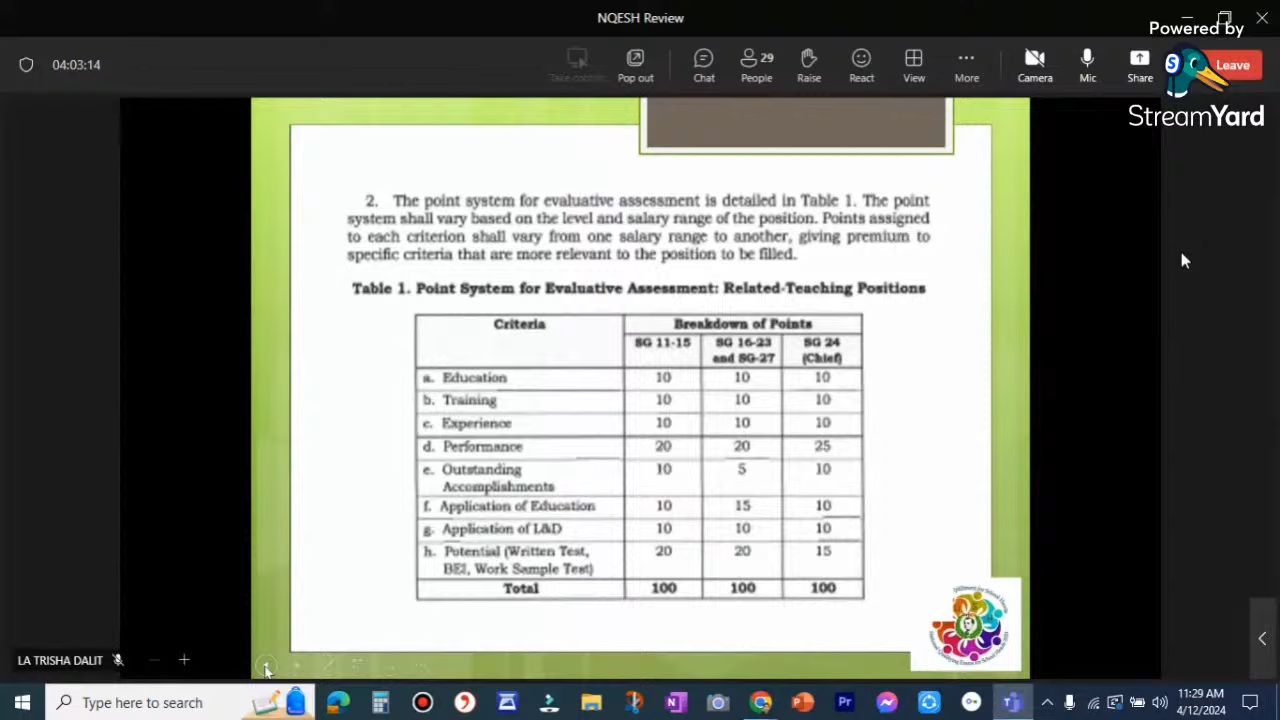 NQESH Review
Powered by
StreamYard
04:03:14
Take control
Pop out
Chat
29
People
Raise
React
View
More
Camera
Mic
Share
Leave
2. The point system for evaluative assessment is detailed in Table 1. The point
system shall vary based on the level and salary range of the position. Points assigned
to each criterion shall vary from one salary range to another, giving premium to
specific criteria that are more relevant to the position to be filled.
Table 1. Point System for Evaluative Assessment: Related-Teaching Positions
Criteria Breakdown of Points
SG 11-15 SG 16-23 and SG-27 SG 24 (Chief)
a. Education 10 10 10
b. Training 10 10 10
c. Experience 10 10 10
d. Performance 20 20 25
e. Outstanding Accomplishments 10 5 10
f. Application of Education 10 15 10
g. Application of L&D 10 10 10
h. Potential (Written Test, BEI, Work Sample Test) 20 20 15
Total 100 100 100
LA TRISHA DALIT
Type here to search
11:29 AM
4/12/2024